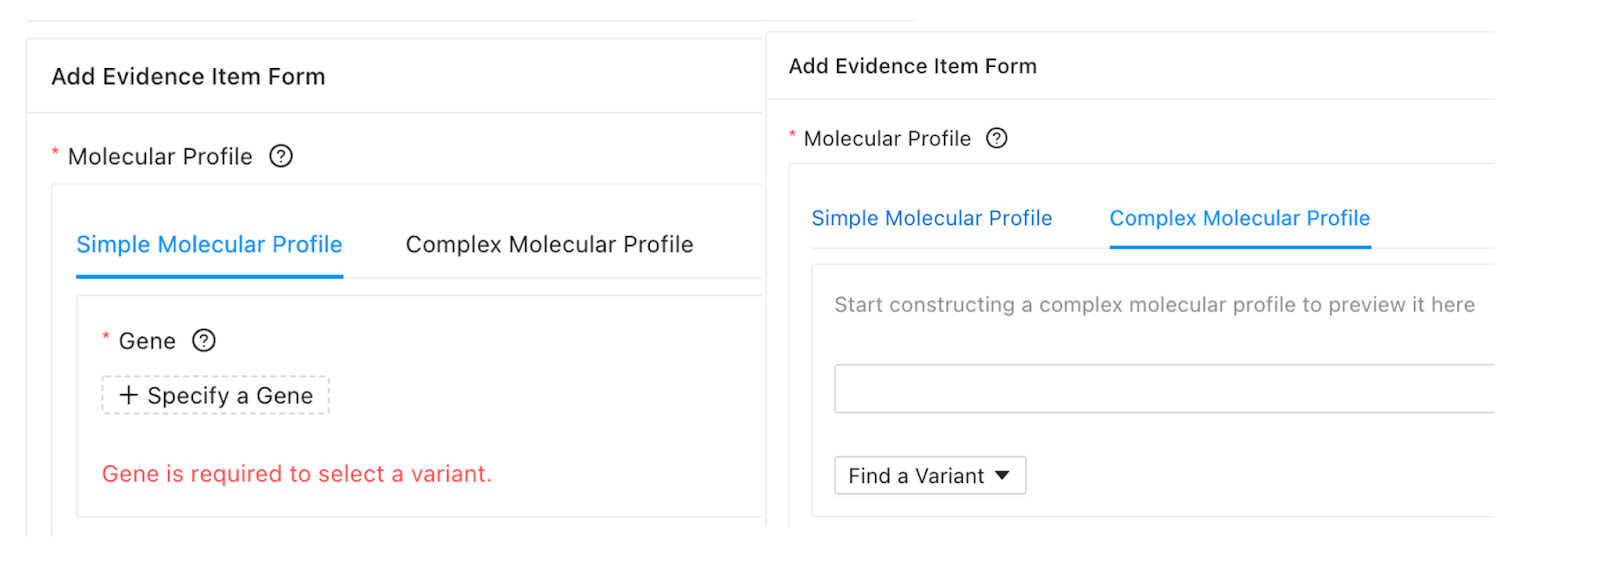 Add Evidence Item Form
* Molecular Profile ?
Simple Molecular Profile Complex Molecular Profile
* Gene ?
+ Specify a Gene
Gene is required to select a variant.
Add Evidence Item Form
* Molecular Profile ?
Simple Molecular Profile Complex Molecular Profile
Start constructing a complex molecular profile to preview it here
Find a Variant